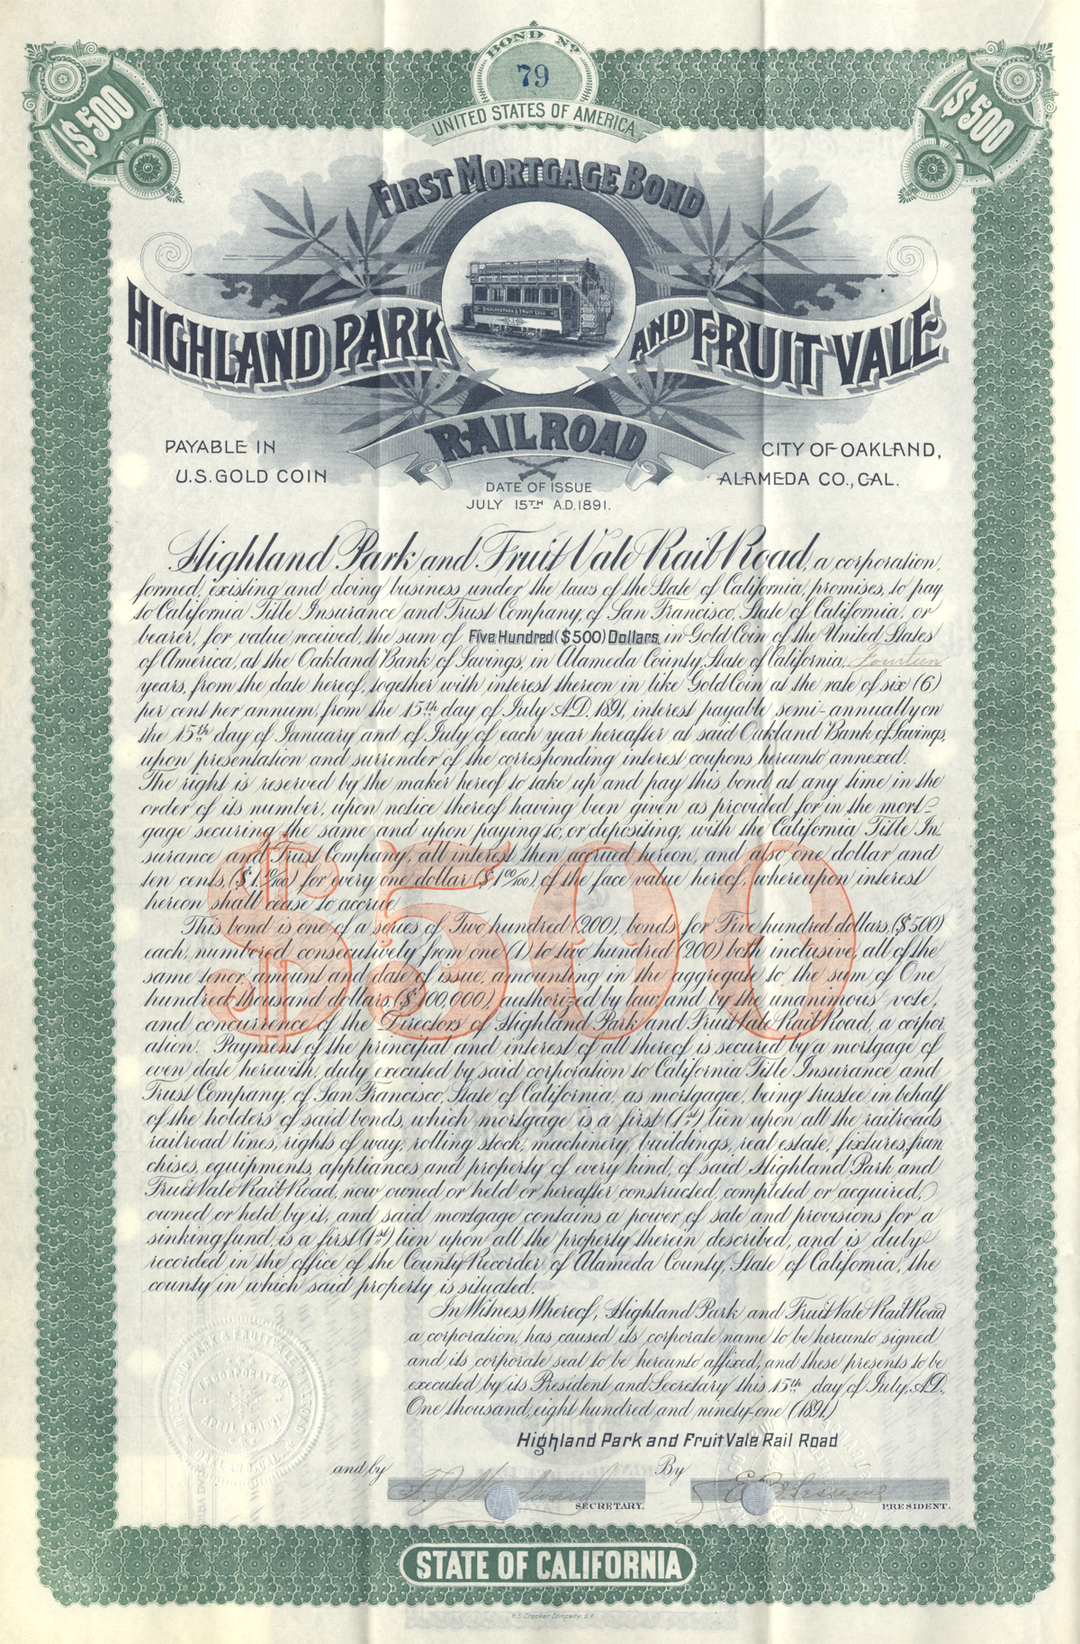 BOND No.
79
UNITED STATES OF AMERICA
$500
$500
FIRST MORTGAGE BOND
HIGHLAND PARK & FRUIT VALE
HIGHLAND PARK AND FRUIT VALE
RAILROAD
PAYABLE IN
U.S. GOLD COIN
CITY OF OAKLAND,
ALAMEDA CO., CAL.
DATE OF ISSUE
JULY 15TH A.D. 1891.
Highland Park and Fruit Vale Rail Road, a corporation,
formed, existing and doing business under the laws of the State of California, promises, to pay
to California Title Insurance and Trust Company, of San Francisco, State of California, or
bearer, for value received, the sum of Five Hundred ($500) Dollars, in Gold Coin of the United States
of America, at the Oakland Bank of Savings, in Alameda County, State of California, Fourteen
years, from the date hereof, together with interest thereon in like Gold Coin at the rate of six (6)
per cent per annum, from the 15th day of July A.D. 1891, interest payable semi-annually on
the 15th day of January and of July of each year hereafter at said Oakland Bank of Savings,
upon presentation and surrender of the corresponding interest coupons hereunto annexed.
The right is reserved by the maker hereof to take up and pay this bond at any time in the
order of its number, upon notice thereof having been given as provided for in the mort-
gage securing the same and upon paying to, or depositing, with the California Title In-
surance and Trust Company, all interest then accrued hereon, and also one dollar and
ten cents, ($1.10/100) for every one dollar ($1 00/100) of the face value hereof, whereupon interest
hereon shall cease to accrue
$500
This bond is one of a series of Two hundred (200), bonds for Five hundred dollars, ($500)
each, numbered consecutively from one (1) to two hundred (200) both inclusive, all of the
same tenor, amount and date of issue, amounting in the aggregate to the sum of One
hundred thousand dollars ($100,000) authorized by law, and by the unanimous vote,
and concurrence of the Directors of Highland Park and Fruit Vale Rail Road, a corpor
ation. Payment of the principal and interest of all thereof is secured by a mortgage of
even date herewith, duly executed by said corporation to California Title Insurance and
Trust Company, of San Francisco, State of California, as mortgagee, being trustee in behalf
of the holders of said bonds, which mortgage is a first (1st) lien upon all the railroads
railroad lines, rights of way, rolling stock, machinery, buildings, real estate, fixtures, fran
chises, equipments, appliances and property of every kind, of said Highland Park and
Fruit Vale Rail Road, now owned or held or hereafter constructed, completed or acquired,
owned or held by it, and said mortgage contains a power of sale and provisions for a
sinking fund, is a first (1st) lien upon all the property therein described, and is duly
recorded in the office of the County Recorder of Alameda County, State of California, the
county in which said property is situated.
In Witness Whereof, Highland Park and Fruit Vale Rail Road
a corporation, has caused its corporate name to be hereunto signed
and its corporate seal to be hereunto affixed, and these presents to be
executed by its President and Secretary this 15th day of July, A.D.,
One thousand, eight hundred and ninety-one (1891)
Highland Park and Fruit Vale Rail Road
and by
SECRETARY.
By
PRESIDENT.
INCORPORATED
STATE OF CALIFORNIA
H.S. Crocker Company, S.F.